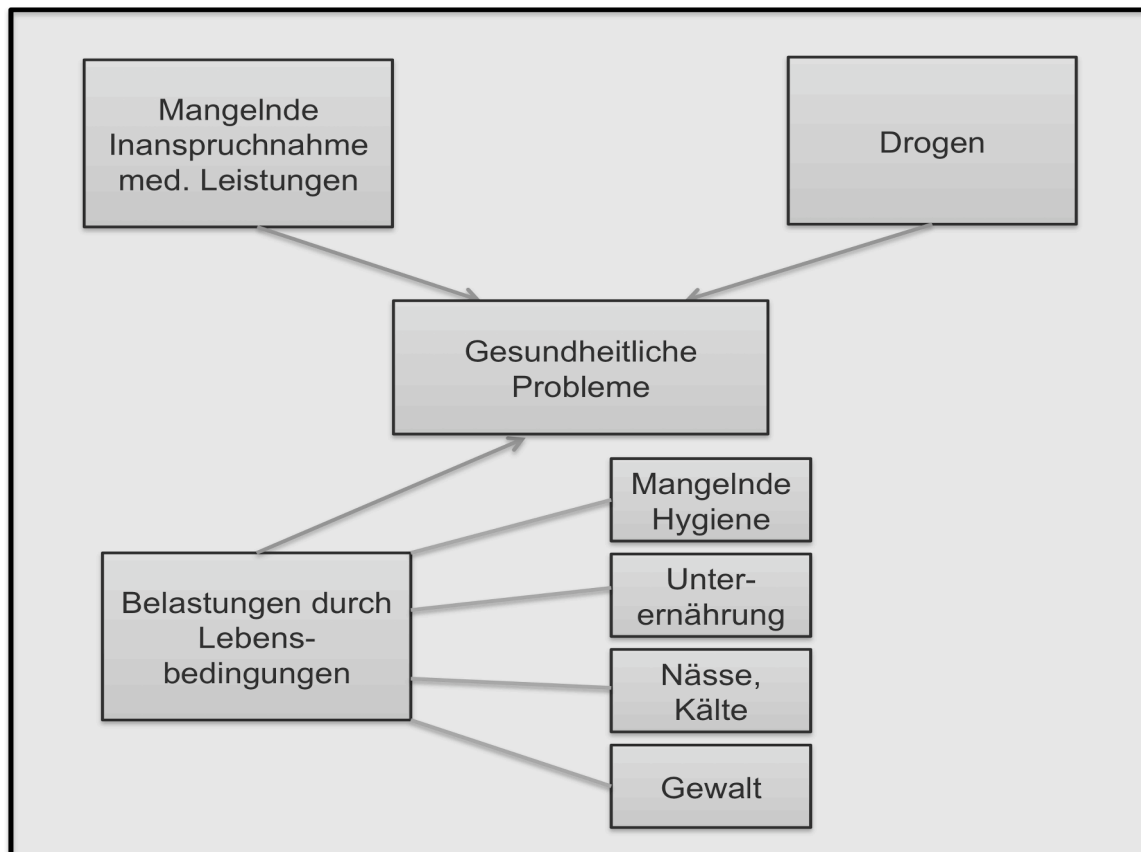 Mangelnde
Inanspruchnahme
med. Leistungen
Drogen
Gesundheitliche
Probleme
Mangelnde
Hygiene
Belastungen durch
Lebens-
bedingungen
Unter-
ernährung
Nässe,
Kälte
Gewalt